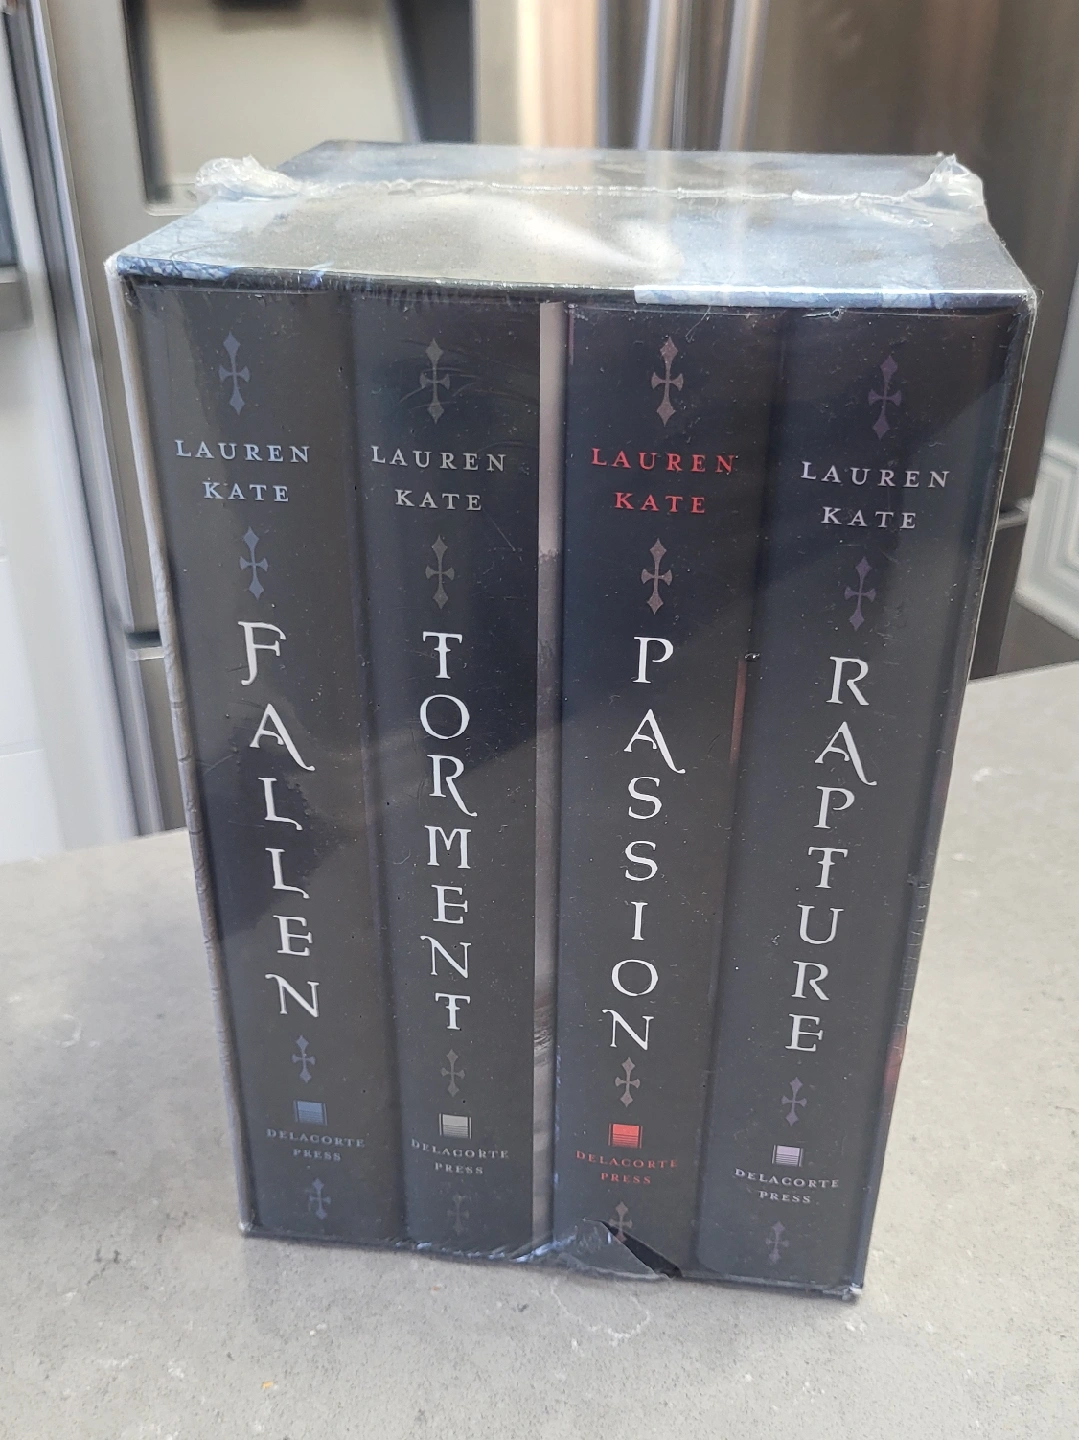 LAUREN
KATE
FALLEN
DELACORTE
PRESS
LAUREN
KATE
TORMENT
DELACORTE
PRESS
LAUREN
KATE
PASSION
DELACORTE
PRESS
LAUREN
KATE
RAPTURE
DELACORTE
PRESS